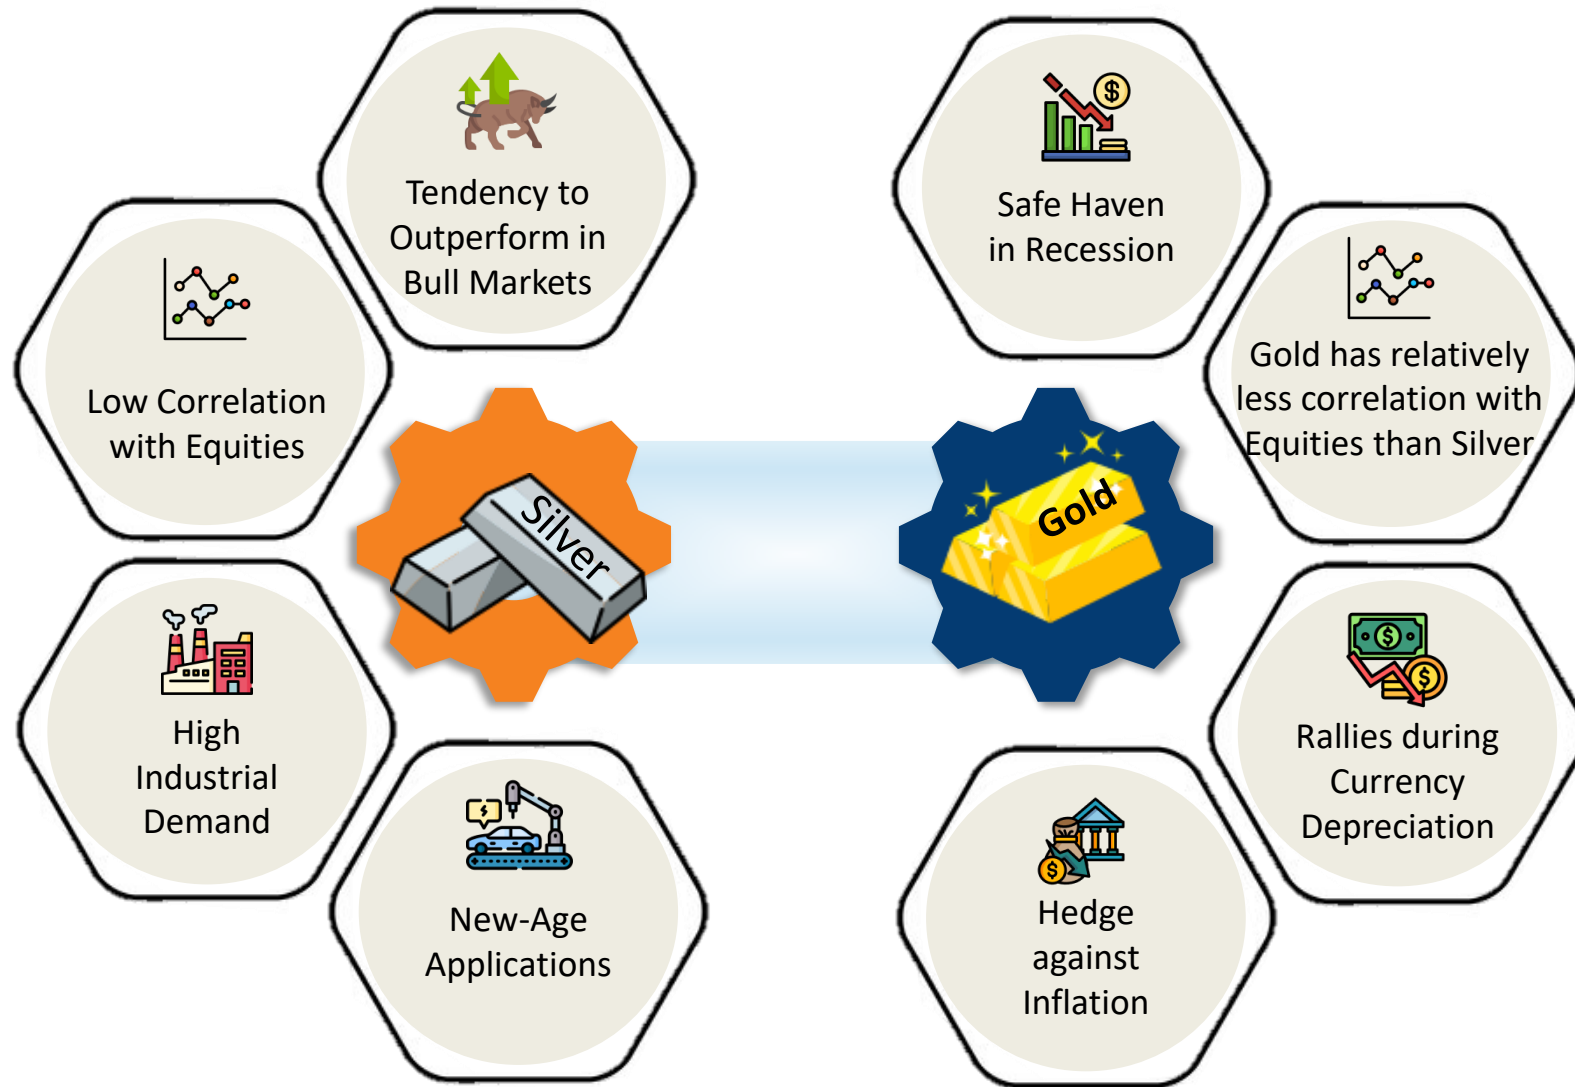 Tendency to
Outperform in
Bull Markets
Low Correlation
with Equities
High
Industrial
Demand
New-Age
Applications
Silver
Gold
Safe Haven
in Recession
Gold has relatively
less correlation with
Equities than Silver
Rallies during
Currency
Depreciation
Hedge
against
Inflation